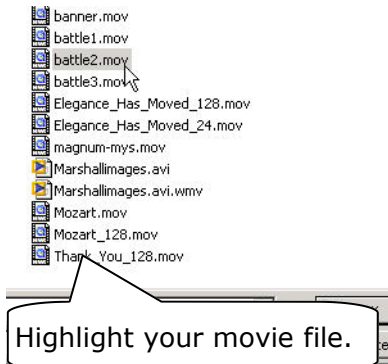 banner.mov
battle1.mov
battle2.mov
battle3.mov
Elegance_Has_Moved_128.mov
Elegance_Has_Moved_24.mov
magnum-mys.mov
Marshallimages.avi
Marshallimages.avi.wmv
Mozart.mov
Mozart_128.mov
Thank_You_128.mov
Highlight your movie file.